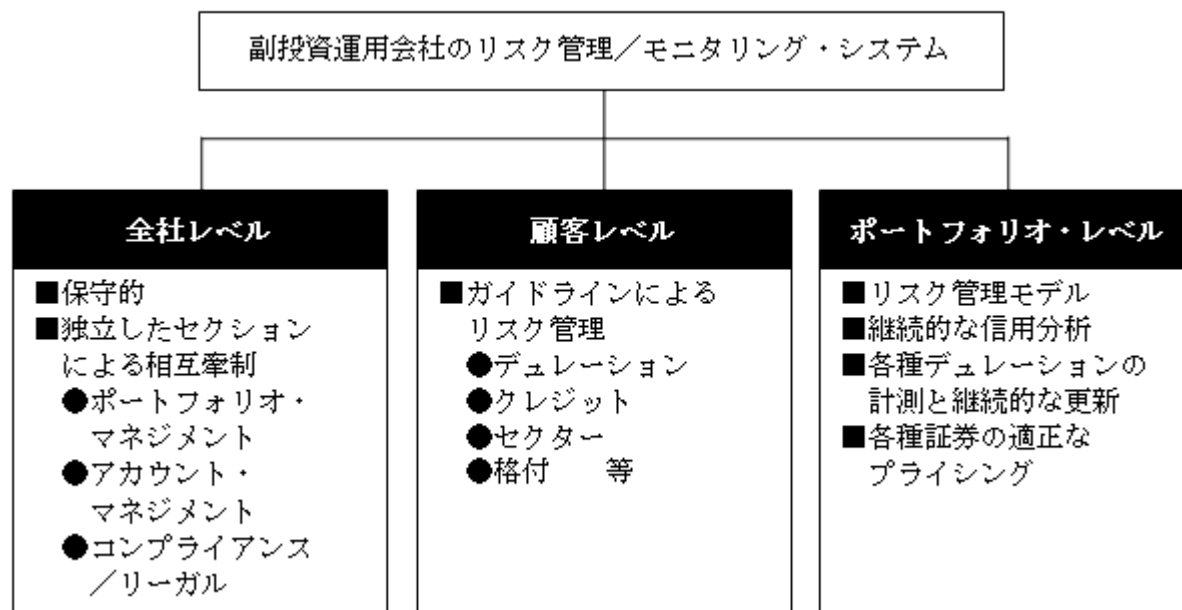 副投資運用会社のリスク管理／モニタリング・システム
全社レベル
■保守的
■独立したセクション
による相互牽制
●ポートフォリオ・
マネジメント
●アカウント・
マネジメント
●コンプライアンス
／リーガル
顧客レベル
■ガイドラインによる
リスク管理
●デュレーション
●クレジット
●セクター
●格付　等
ポートフォリオ・レベル
■リスク管理モデル
■継続的な信用分析
■各種デュレーションの
計測と継続的な更新
■各種証券の適正な
プライシング